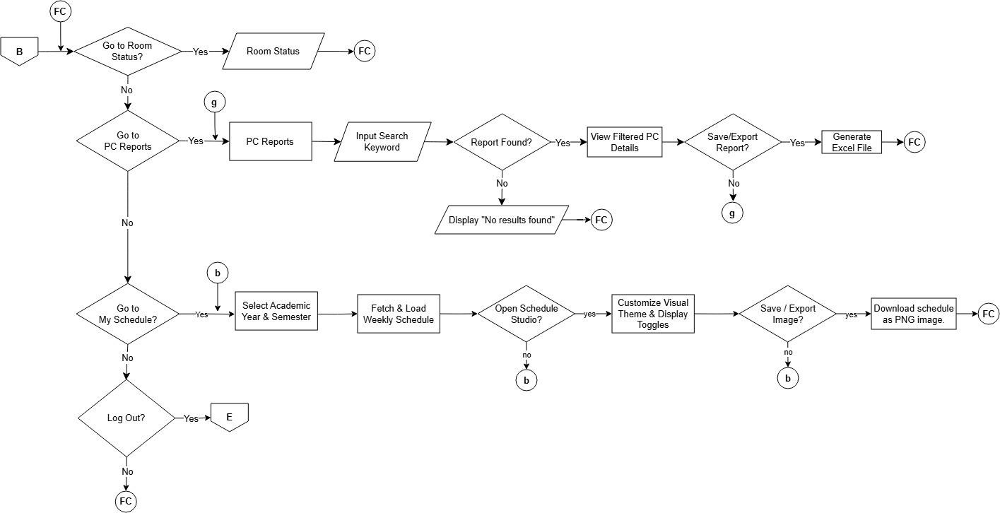 FC
B
Go to Room
Status?
Yes
Room Status
FC
No
g
Go to
PC Reports
Yes
PC Reports
Input Search
Keyword
Report Found?
Yes
View Filtered PC
Details
Save/Export
Report?
Yes
Generate
Excel File
FC
No
No
g
Display "No results found"
FC
No
b
Go to
My Schedule?
Yes
Select Academic
Year & Semester
Fetch & Load
Weekly Schedule
Open Schedule
Studio?
yes
Customize Visual
Theme & Display
Toggles
Save / Export
Image?
yes
Download schedule
as PNG image.
FC
No
no
b
no
b
Log Out?
Yes
E
No
FC